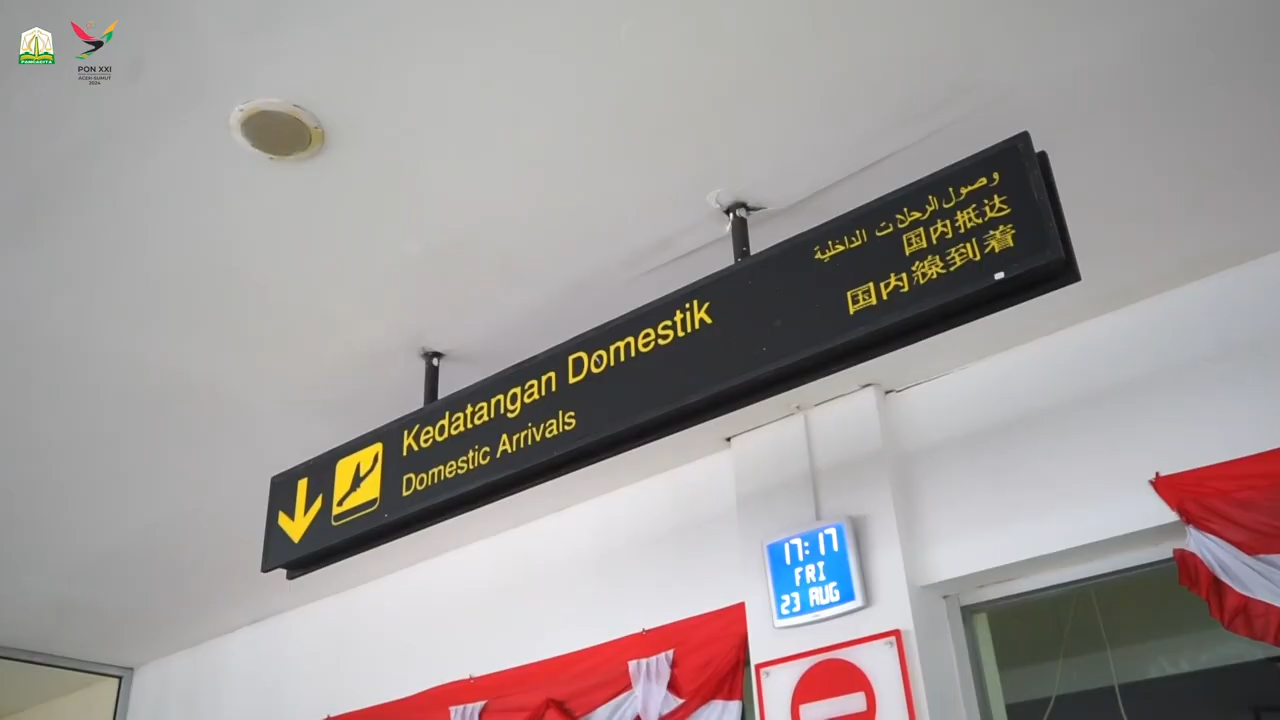 PANCACITA
PON XXI
ACEH-SUMUT
2024
وصول الرحلات الداخلية
国内抵达
国内線到着
Kedatangan Domestik
Domestic Arrivals
17:17
FRI
23 AUG